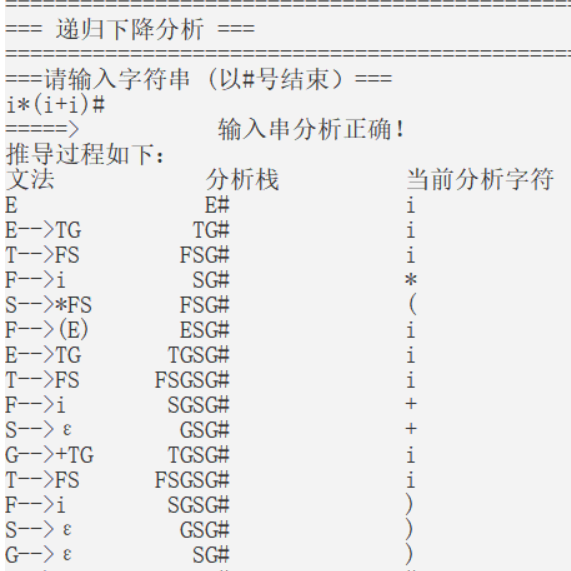 =============================================
=== 递归下降分析 ===
=============================================
===请输入字符串 (以#号结束) ===
i*(i+i)#
=====> 输入串分析正确!
推导过程如下:
文法 分析栈 当前分析字符
E E# i
E-->TG TG# i
T-->FS FSG# i
F-->i SG# *
S-->*FS FSG# (
F-->(E) ESG# i
E-->TG TGSG# i
T-->FS FSGSG# i
F-->i SGSG# +
S-->ε GSG# +
G-->+TG TGSG# i
T-->FS FSGSG# i
F-->i SGSG# )
S-->ε GSG# )
G-->ε SG# )